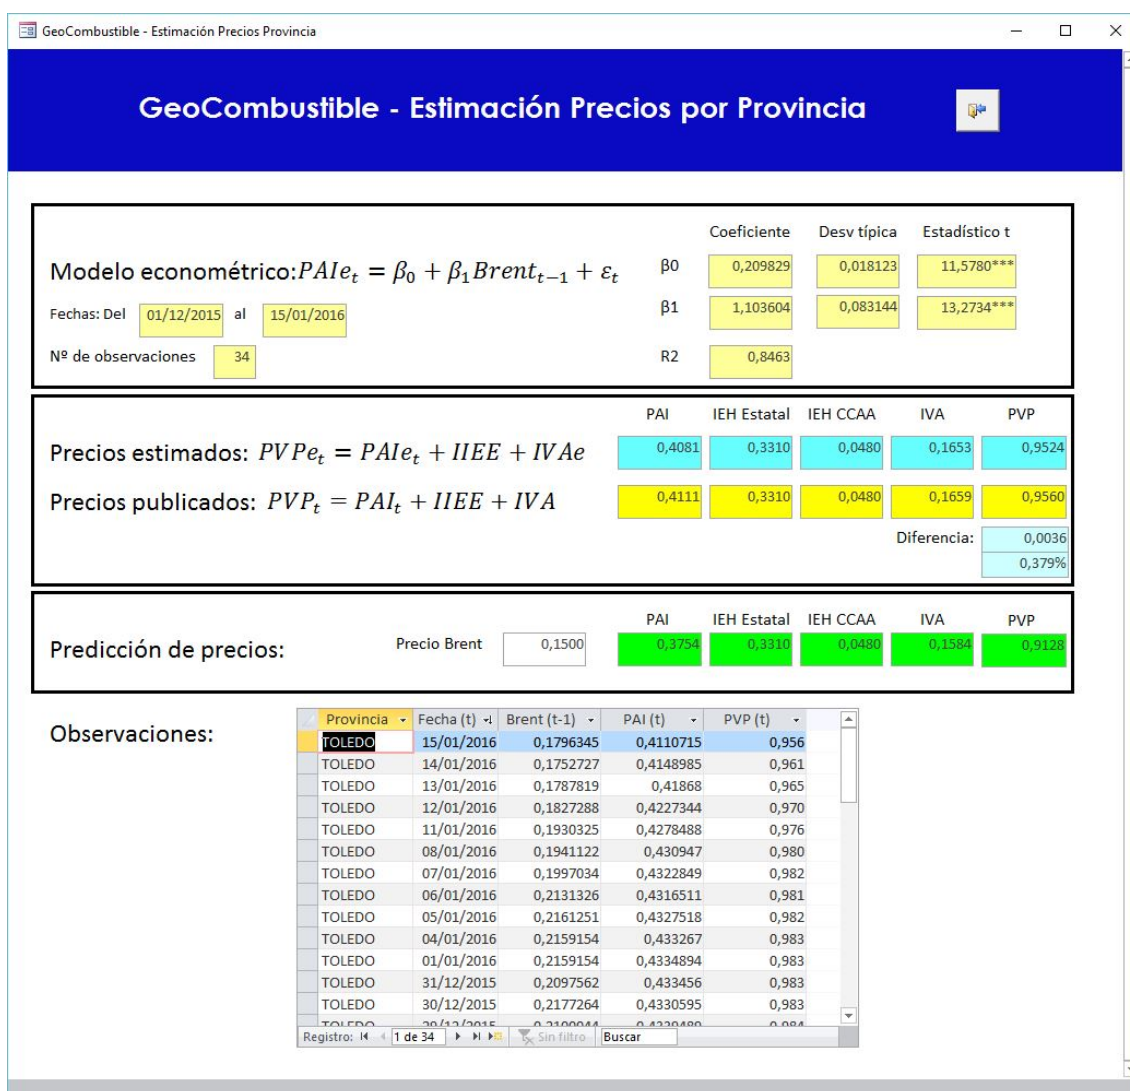 GeoCombustible - Estimación Precios Provincia
GeoCombustible - Estimación Precios por Provincia
Coeficiente Desv típica Estadístico t
Modelo econométrico: PAIe_t = β_0 + β_1 Brent_{t-1} + ε_t β0 0,209829 0,018123 11,5780***
Fechas: Del 01/12/2015 al 15/01/2016 β1 1,103604 0,083144 13,2734***
Nº de observaciones 34 R2 0,8463
PAI IEH Estatal IEH CCAA IVA PVP
Precios estimados: PVPe_t = PAIe_t + IIEE + IVAe 0,4081 0,3310 0,0480 0,1653 0,9524
Precios publicados: PVP_t = PAI_t + IIEE + IVA 0,4111 0,3310 0,0480 0,1659 0,9560
Diferencia: 0,0036
0,379%
PAI IEH Estatal IEH CCAA IVA PVP
Predicción de precios: Precio Brent 0,1500 0,3754 0,3310 0,0480 0,1584 0,9128
Observaciones:
Provincia Fecha (t) Brent (t-1) PAI (t) PVP (t)
TOLEDO 15/01/2016 0,1796345 0,4110715 0,956
TOLEDO 14/01/2016 0,1752727 0,4148985 0,961
TOLEDO 13/01/2016 0,1787819 0,41868 0,965
TOLEDO 12/01/2016 0,1827288 0,4227344 0,970
TOLEDO 11/01/2016 0,1930325 0,4278488 0,976
TOLEDO 08/01/2016 0,1941122 0,430947 0,980
TOLEDO 07/01/2016 0,1997034 0,4322849 0,982
TOLEDO 06/01/2016 0,2131326 0,4316511 0,981
TOLEDO 05/01/2016 0,2161251 0,4327518 0,982
TOLEDO 04/01/2016 0,2159154 0,433267 0,983
TOLEDO 01/01/2016 0,2159154 0,4334894 0,983
TOLEDO 31/12/2015 0,2097562 0,433456 0,983
TOLEDO 30/12/2015 0,2177264 0,4330595 0,983
TOLEDO 29/12/2015
Registro: 1 de 34 Sin filtro Buscar